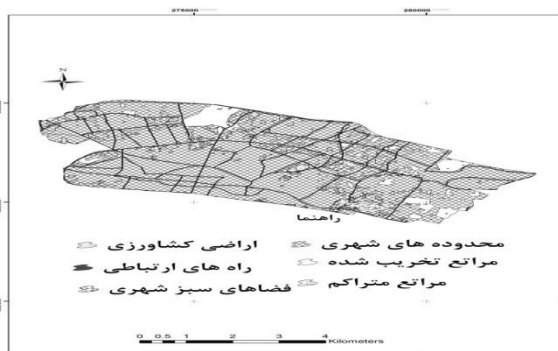 275000 280000
N
راهنما
محدوده های شهری اراضی کشاورزی
مراتع تخریب شده راه های ارتباطی
مراتع متراکم فضاهای سبز شهری
0 0.5 1 2 3 4 Kilometers